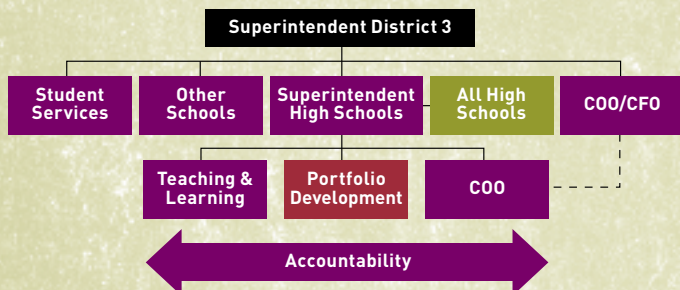 Superintendent District 3
Student
Services
Other
Schools
Superintendent
High Schools
All High
Schools
COO/CFO
Teaching &
Learning
Portfolio
Development
COO
Accountability